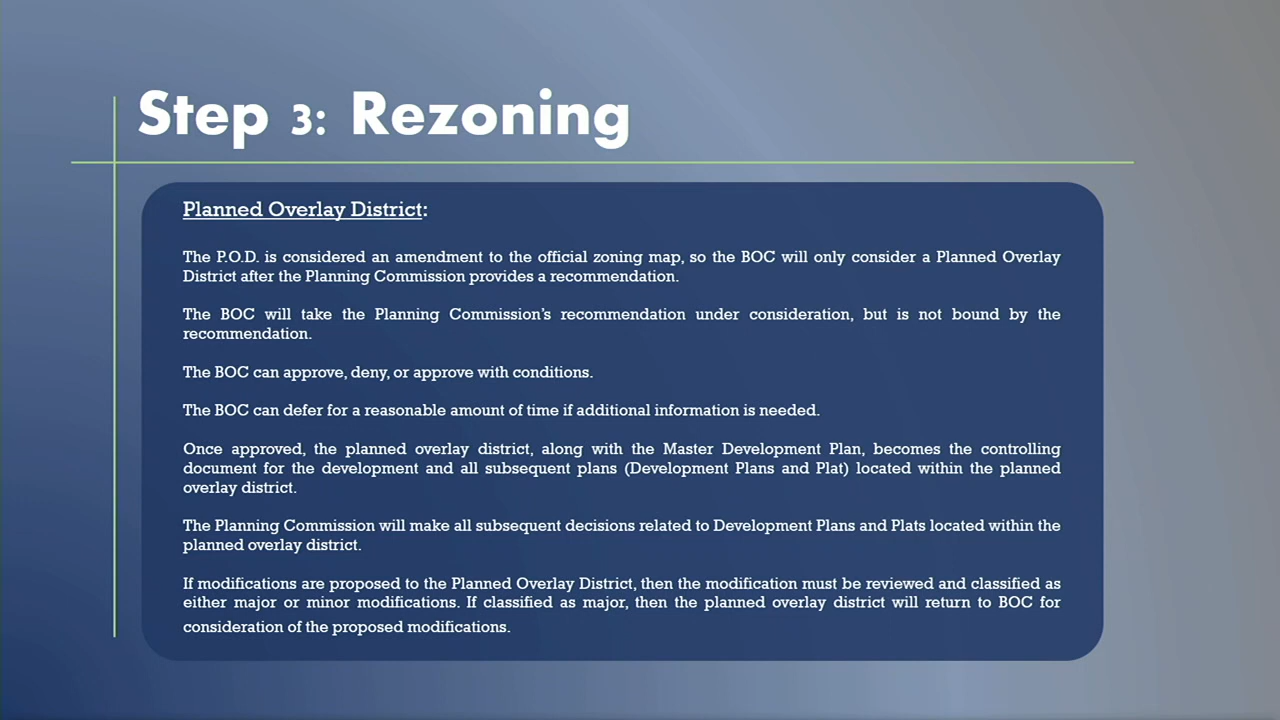 Step 3: Rezoning
Planned Overlay District:
The P.O.D. is considered an amendment to the official zoning map, so the BOC will only consider a Planned Overlay
District after the Planning Commission provides a recommendation.
The BOC will take the Planning Commission’s recommendation under consideration, but is not bound by the
recommendation.
The BOC can approve, deny, or approve with conditions.
The BOC can defer for a reasonable amount of time if additional information is needed.
Once approved, the planned overlay district, along with the Master Development Plan, becomes the controlling
document for the development and all subsequent plans (Development Plans and Plat) located within the planned
overlay district.
The Planning Commission will make all subsequent decisions related to Development Plans and Plats located within the
planned overlay district.
If modifications are proposed to the Planned Overlay District, then the modification must be reviewed and classified as
either major or minor modifications. If classified as major, then the planned overlay district will return to BOC for
consideration of the proposed modifications.